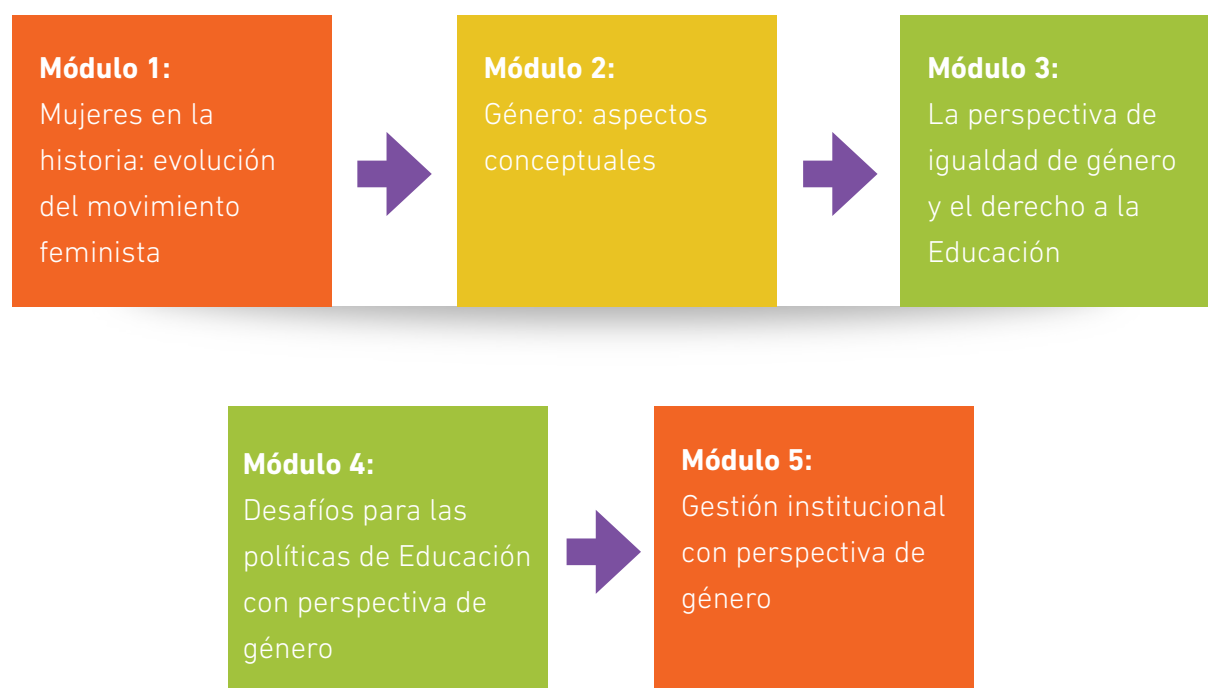 Módulo 1:
Mujeres en la
historia: evolución
del movimiento
feminista
Módulo 2:
Género: aspectos
conceptuales
Módulo 3:
La perspectiva de
igualdad de género
y el derecho a la
Educación
Módulo 4:
Desafíos para las
políticas de Educación
con perspectiva de
género
Módulo 5:
Gestión institucional
con perspectiva de
género